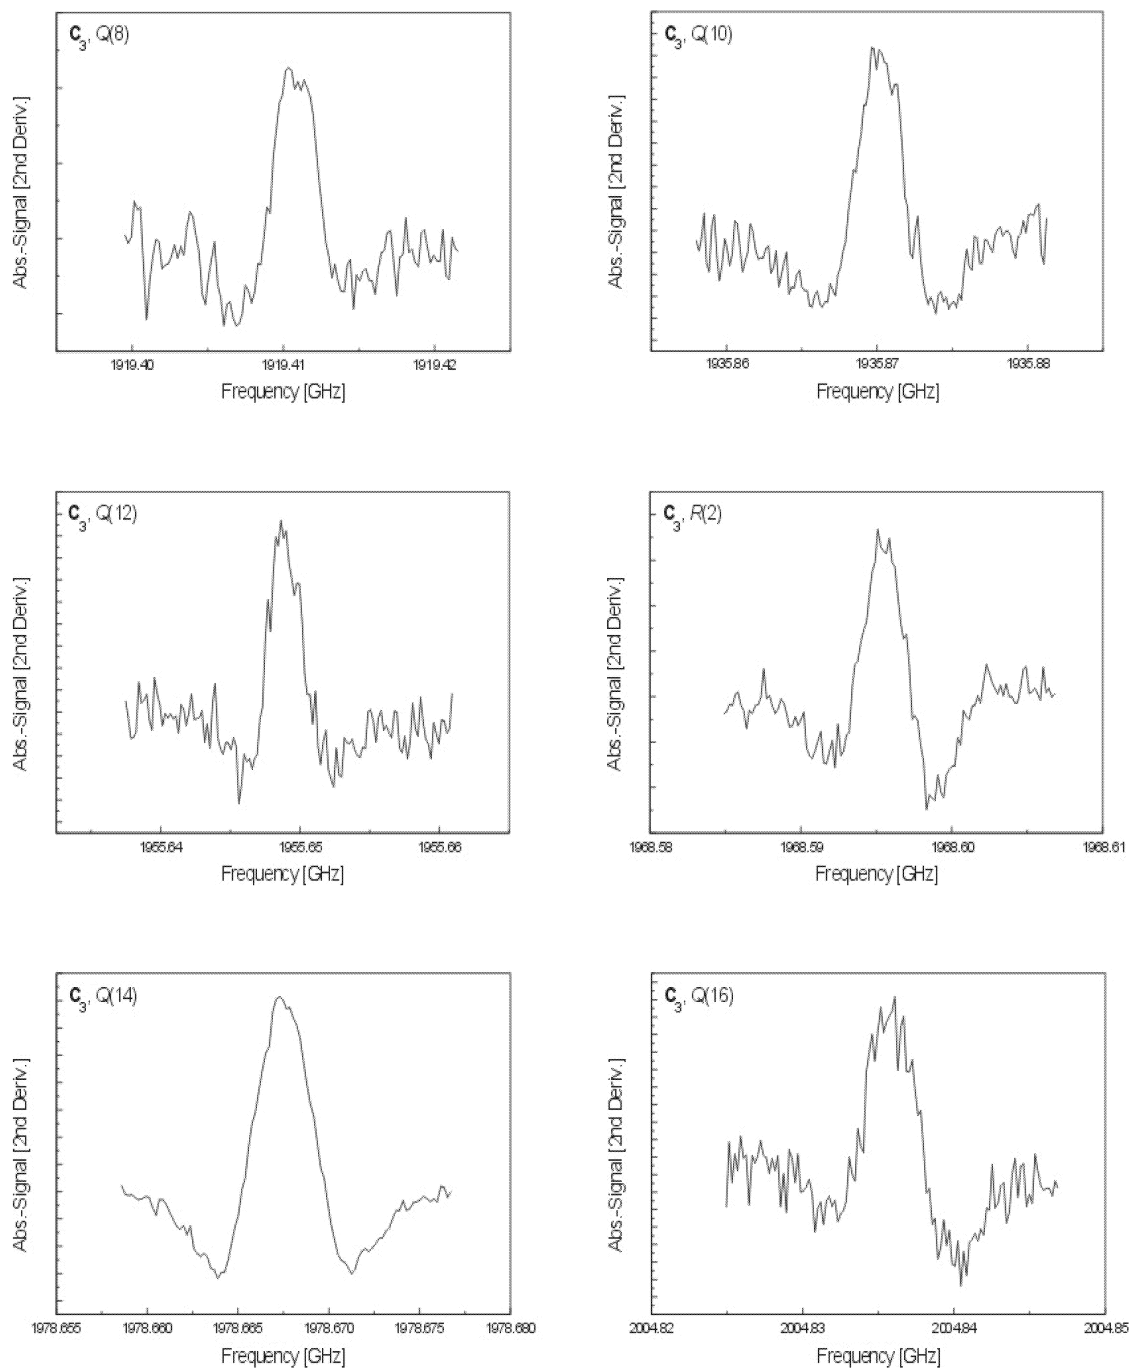 C3, Q(8)
Abs.-Signal [2nd Deriv.]
1919.40 1919.41 1919.42
Frequency [GHz]
C3, Q(10)
Abs.-Signal [2nd Deriv.]
1935.86 1935.87 1935.88
Frequency [GHz]
C3, Q(12)
Abs.-Signal [2nd Deriv.]
1955.64 1955.65 1955.66
Frequency [GHz]
C3, R(2)
Abs.-Signal [2nd Deriv.]
1968.58 1968.59 1968.60 1968.61
Frequency [GHz]
C3, Q(14)
Abs.-Signal [2nd Deriv.]
1978.655 1978.660 1978.665 1978.670 1978.675 1978.680
Frequency [GHz]
C3, Q(16)
Abs.-Signal [2nd Deriv.]
2004.82 2004.83 2004.84 2004.85
Frequency [GHz]